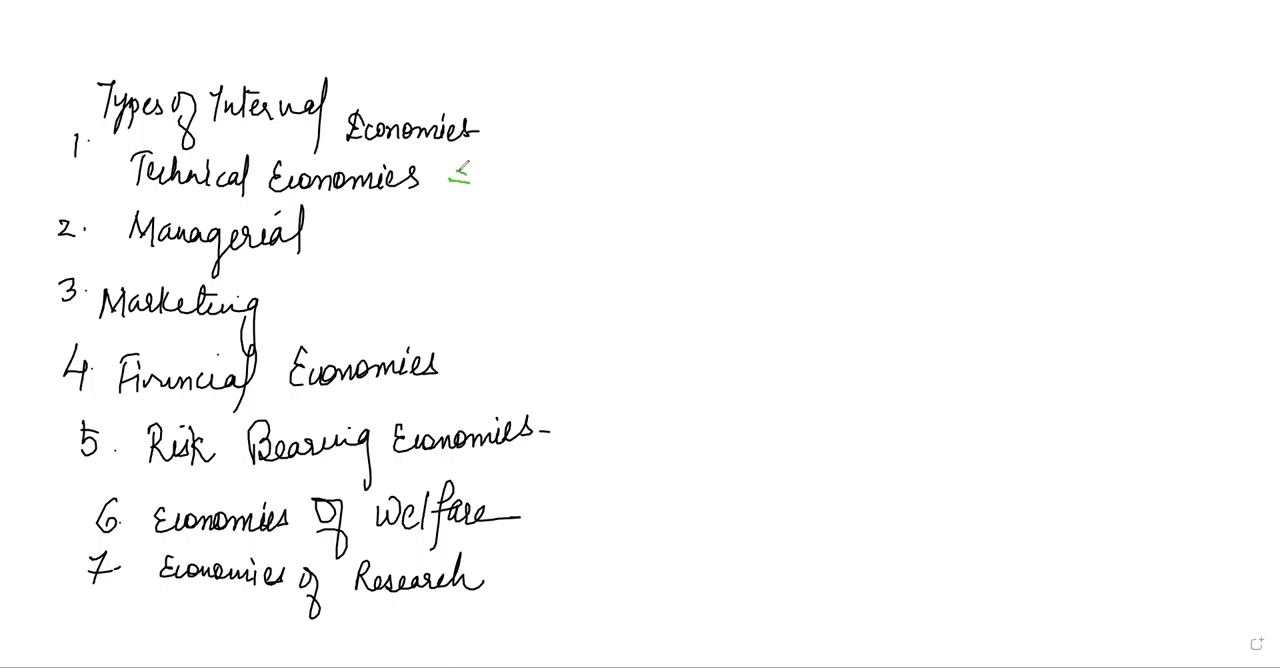 Types of Internal Economies
1. Technical Economies
2. Managerial
3. Marketing
4. Financial Economies
5. Risk Bearing Economies-
6. Economies Of Welfare
7. Economies of Research